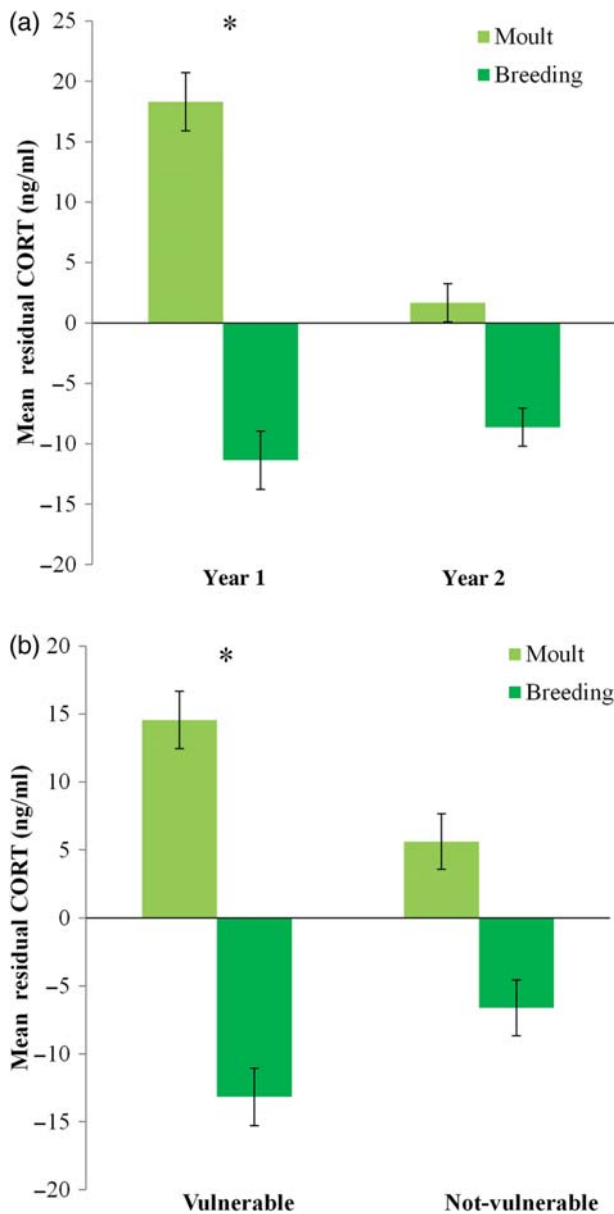 (a)
25
20
15
10
5
0
−5
−10
−15
−20
Mean residual CORT (ng/ml)
*
Moult
Breeding
Year 1 Year 2
(b)
20
15
10
5
0
−5
−10
−15
−20
Mean residual CORT (ng/ml)
*
Moult
Breeding
Vulnerable Not-vulnerable